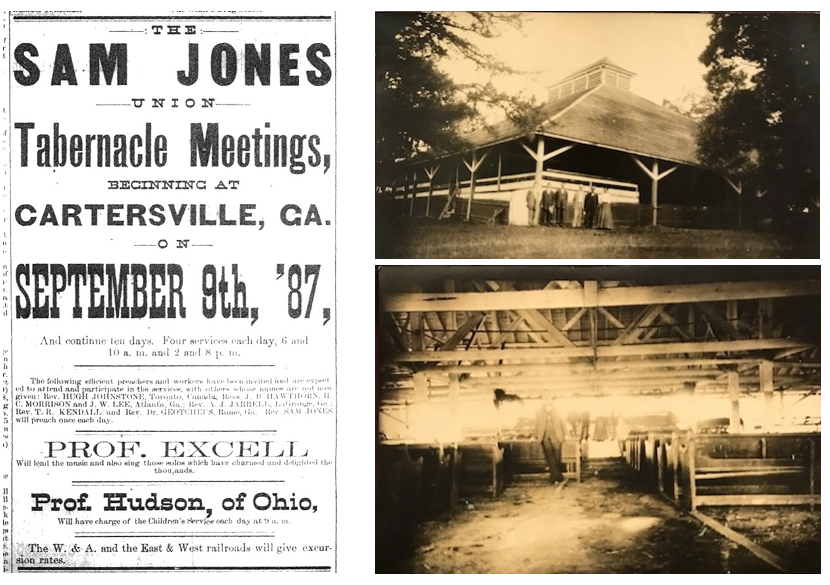 THE
SAM JONES
UNION
Tabernacle Meetings,
BEGINNING AT
CARTERSVILLE, GA.
ON
SEPTEMBER 9th, '87,
And continue ten days. Four services each day, 6 and
10 a. m. and 2 and 8 p. m.
The following efficient preachers and workers have been invited and are expect
ed to attend and participate in the services, with others whose names are not now
given: Rev. HUGH JOHNSTONE, Toronto, Canada; Revs. J. B. HAWTHORN, H.
C. MORRISON and J. W. LEE, Atlanta, Ga.; Rev. A. J. JARRELL, LaGrange, Ga.;
Rev. T. R. KENDALL and Rev. Dr. GEOTCHEUS, Rome, Ga. Rev. SAM JONES
will preach once each day.
PROF. EXCELL
Will lead the music and also sing those solos which have charmed and delighted the
thousands.
Prof. Hudson, of Ohio,
Will have charge of the Children's Service each day at 9 a. m.
The W. & A. and the East & West railroads will give excur-
sion rates.